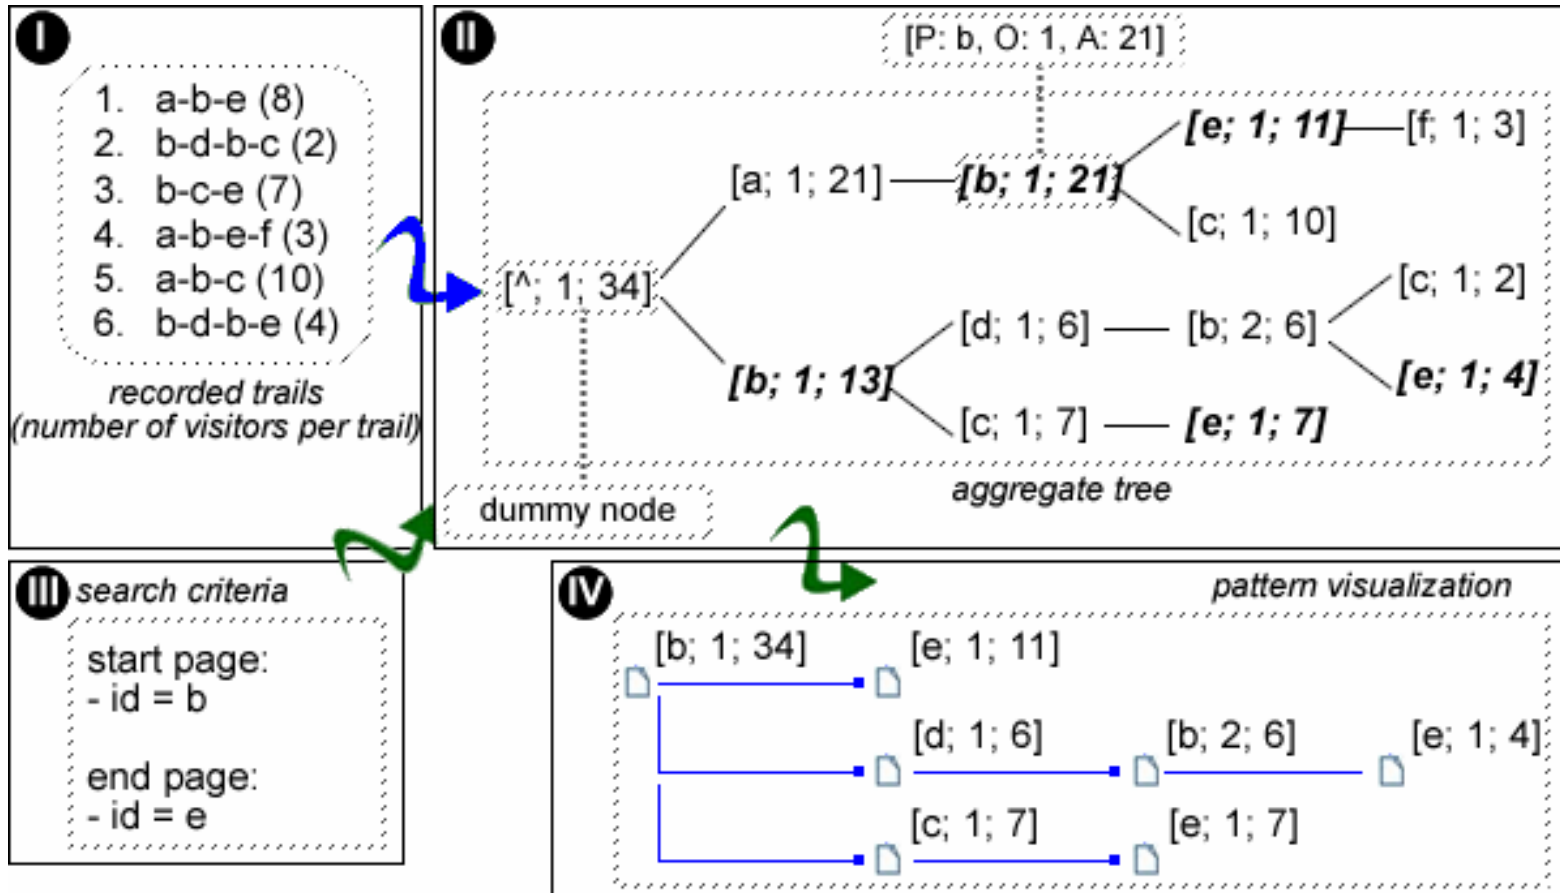 I
1. a-b-e (8)
2. b-d-b-c (2)
3. b-c-e (7)
4. a-b-e-f (3)
5. a-b-c (10)
6. b-d-b-e (4)
recorded trails
(number of visitors per trail)
II
[P: b, O: 1, A: 21]
[e; 1; 11]
[f; 1; 3]
[a; 1; 21]
[b; 1; 21]
[c; 1; 10]
[^; 1; 34]
[c; 1; 2]
[d; 1; 6]
[b; 2; 6]
[b; 1; 13]
[e; 1; 4]
[c; 1; 7]
[e; 1; 7]
aggregate tree
dummy node
III
search criteria
start page:
- id = b
end page:
- id = e
IV
pattern visualization
[b; 1; 34]
[e; 1; 11]
[d; 1; 6]
[b; 2; 6]
[e; 1; 4]
[c; 1; 7]
[e; 1; 7]